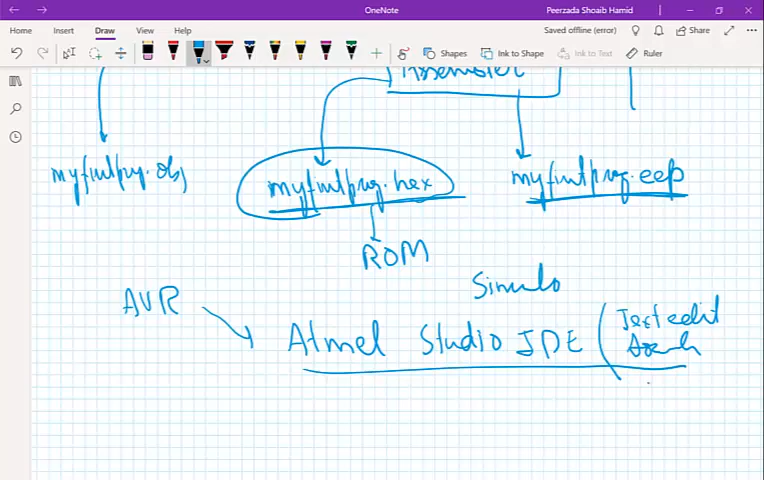 OneNote
Peerzada Shoaib Hamid
Home Insert Draw View Help
Saved offline (error)
Share
Shapes Ink to Shape Ink to Text Ruler
Assembler
myfirstprg.obj myfirstprg.hex myfirstprg.eep
ROM
Simulo
AVR
Atmel Studio IDE (Text edit